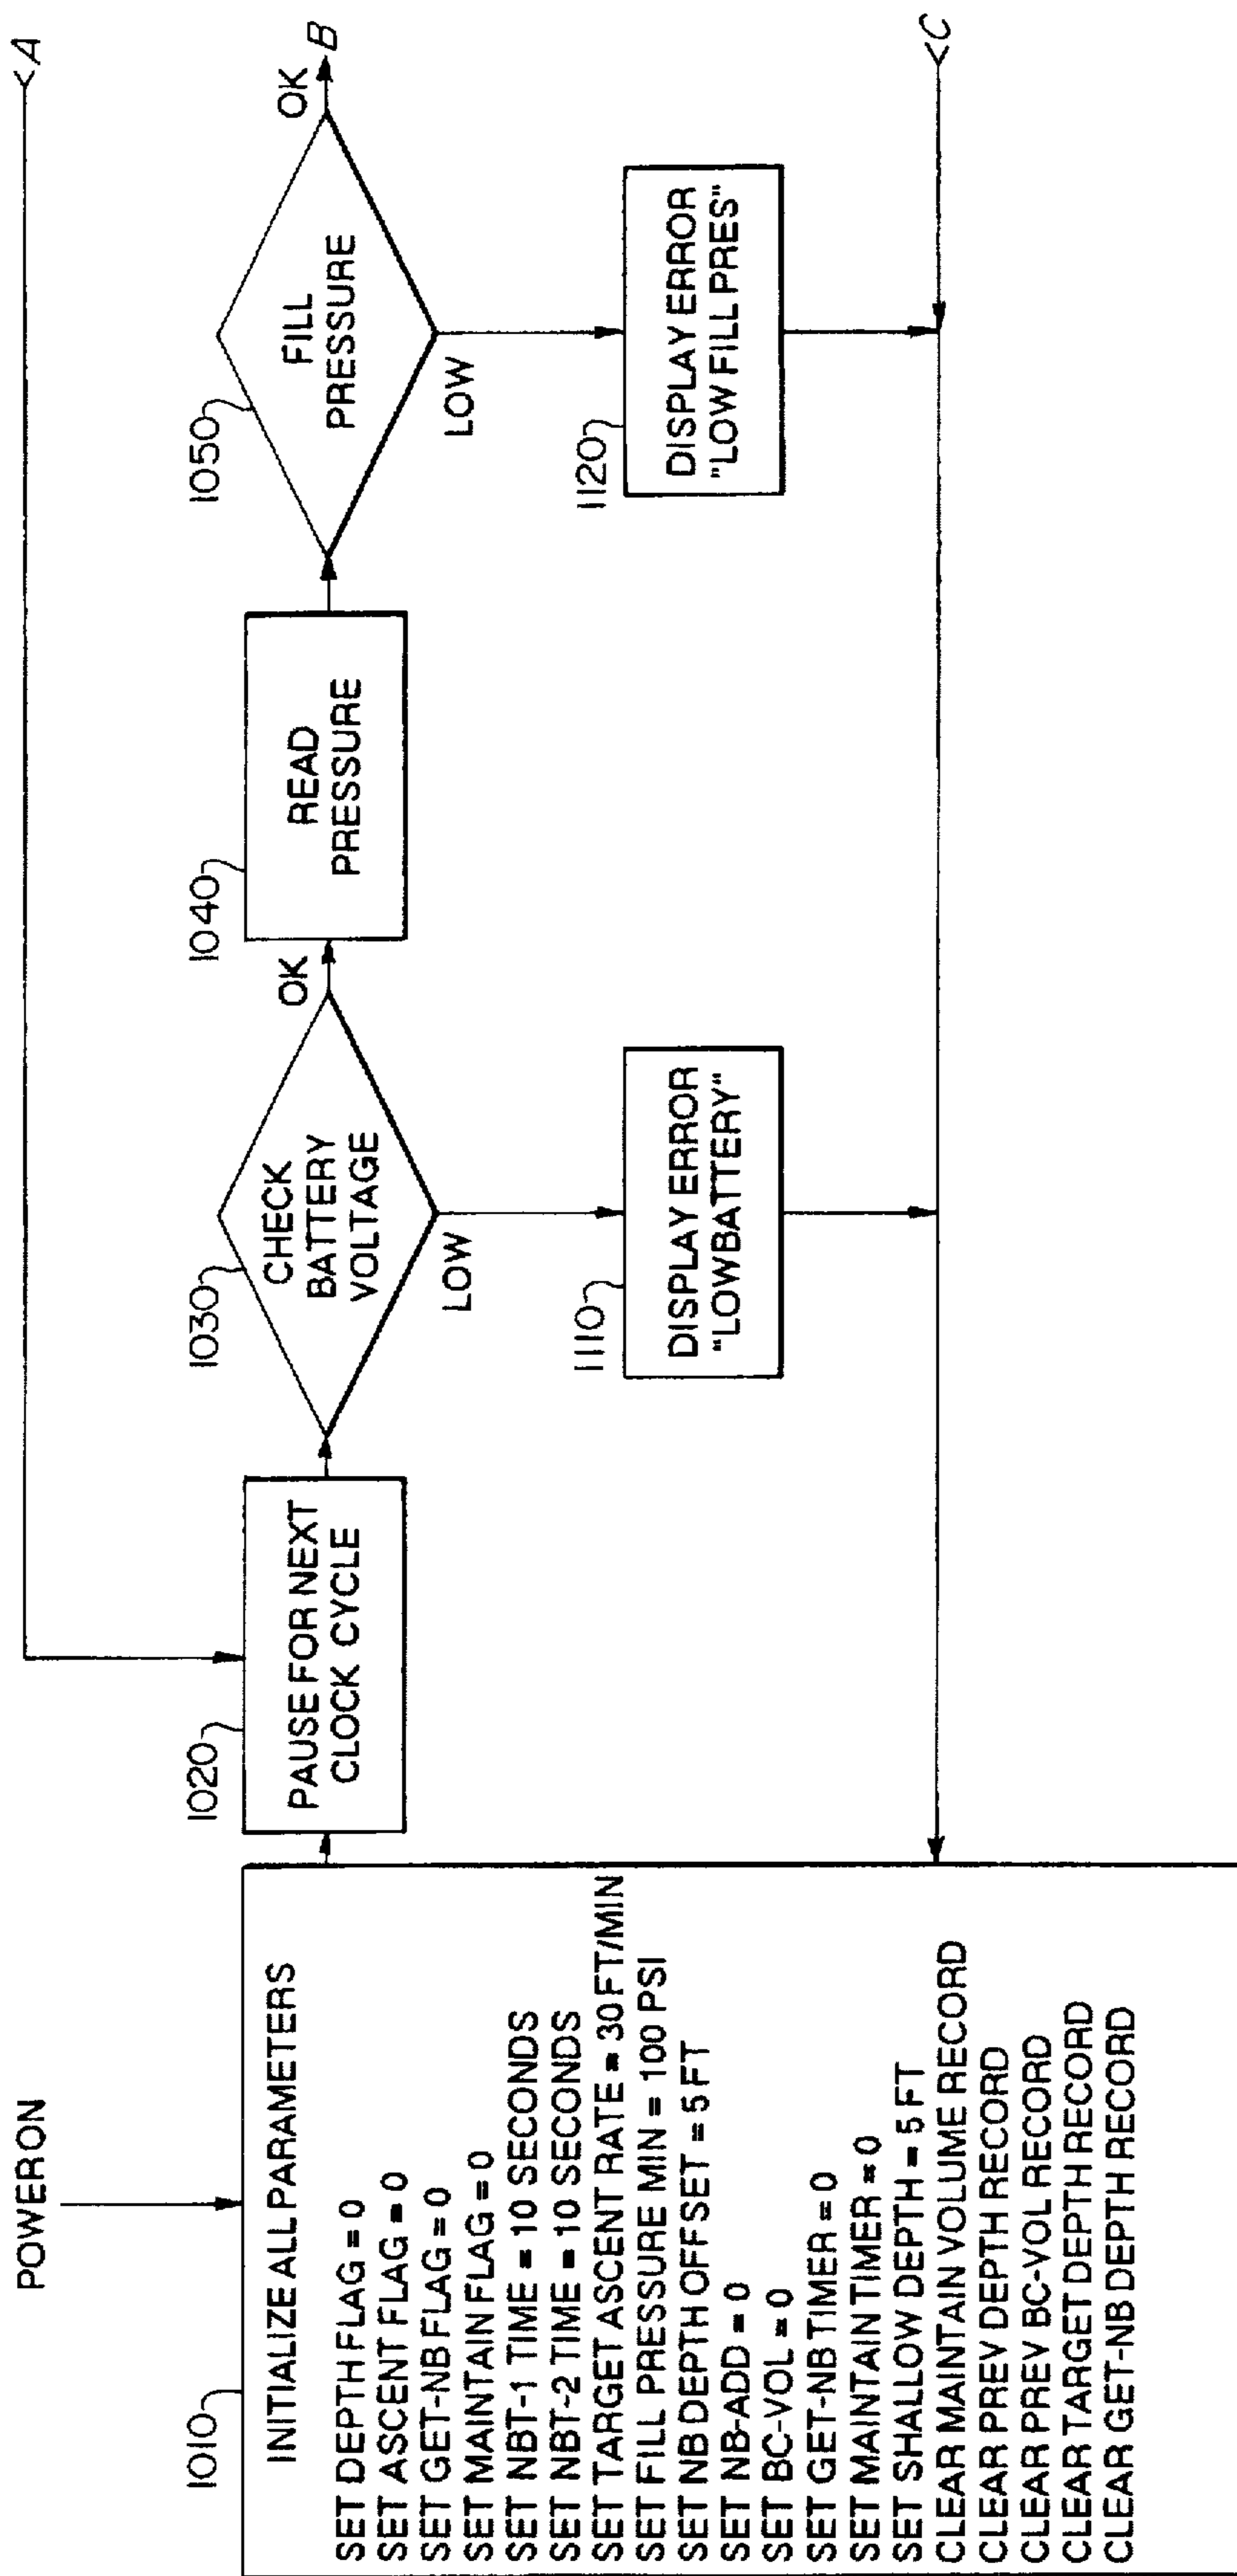 POWER ON
1010
INITIALIZE ALL PARAMETERS
SET DEPTH FLAG = 0
SET ASCENT FLAG = 0
SET GET-NB FLAG = 0
SET MAINTAIN FLAG = 0
SET NBT-1 TIME = 10 SECONDS
SET NBT-2 TIME = 10 SECONDS
SET TARGET ASCENT RATE = 30 FT/MIN
SET FILL PRESSURE MIN = 100 PSI
SET NB DEPTH OFFSET = 5 FT
SET NB-ADD = 0
SET BC-VOL = 0
SET GET-NB TIMER = 0
SET MAINTAIN TIMER = 0
SET SHALLOW DEPTH = 5 FT
CLEAR MAINTAIN VOLUME RECORD
CLEAR PREV DEPTH RECORD
CLEAR PREV BC-VOL RECORD
CLEAR TARGET DEPTH RECORD
CLEAR GET-NB DEPTH RECORD
<A
1020
PAUSE FOR NEXT
CLOCK CYCLE
1030
CHECK
BATTERY
VOLTAGE
OK
LOW
1110
DISPLAY ERROR
"LOWBATTERY"
1040
READ
PRESSURE
1050
FILL
PRESSURE
OK
B
LOW
1120
DISPLAY ERROR
"LOW FILL PRES"
<C